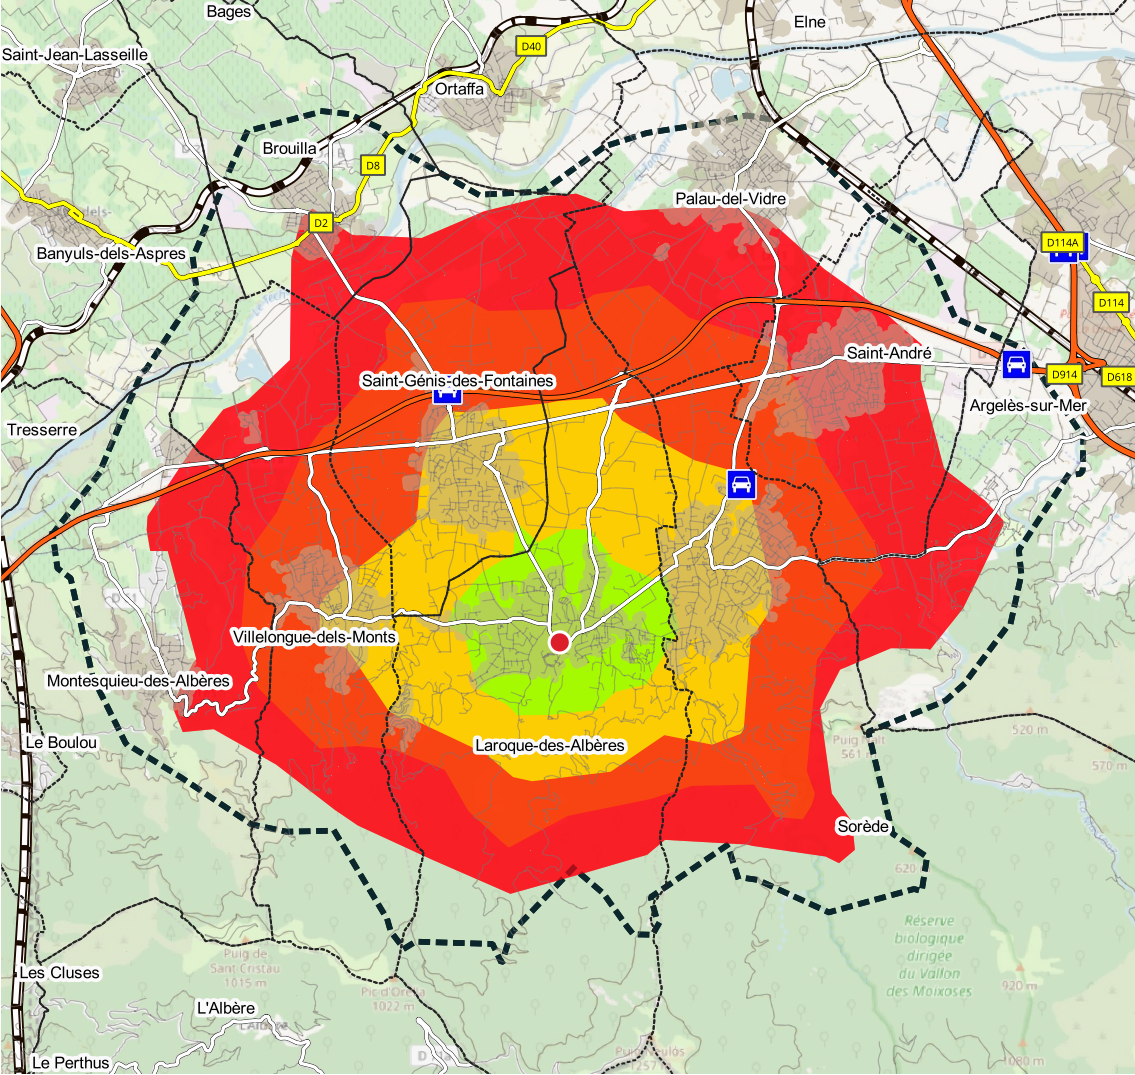 Bages
Elne
D40
Saint-Jean-Lasseille
Ortaffa
Brouilla
D8
Palau-del-Vidre
D2
D114A
Banyuls-dels-Aspres
D114
Saint-André
Saint-Génis-des-Fontaines
D914
D618
Argelès-sur-Mer
Tresserre
Villelongue-dels-Monts
Montesquieu-des-Albères
Le Boulou
Laroque-des-Albères
520 m
561 m
570 m
Sorède
620
Réserve
biologique
dirigée
du Vallon
des Moixoses
Puig de
Sant Cristau
1015 m
Les Cluses
920 m
Pic d'Orella
1022 m
L'Albère
Le Perthus
1080 m